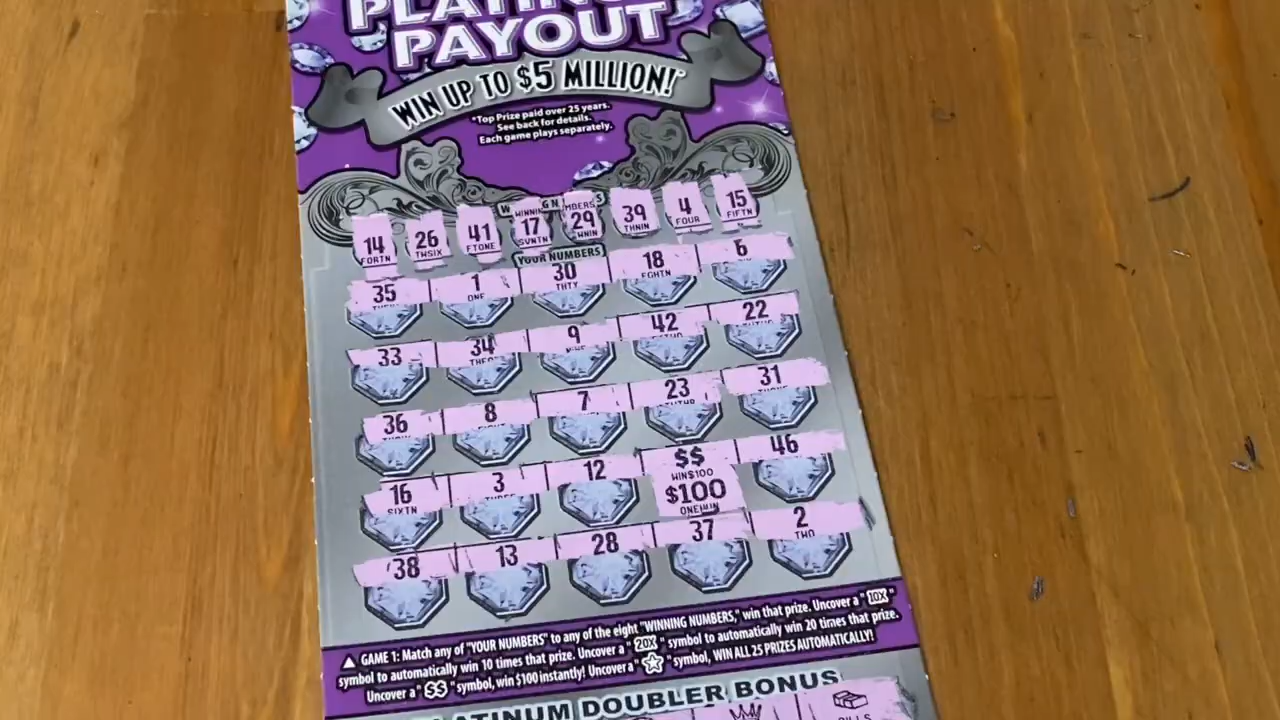 PAYOUT
WIN UP TO $5 MILLION!*
*Top Prize paid over 25 years.
See back for details.
Each game plays separately.
14 26 41 17 29 39 4 15
FORTN TWSIX FTONE SVNTN THNIN FOUR FIFTN
YOUR NUMBERS
35 1 30 18 6
ONE THTY EGHTN
33 34 9 42 22
36 8 7 23 31
16 3 12 $$ 46
SIXTN WIN$100
$100
38 13 28 37 2
TWO
GAME 1: Match any of "YOUR NUMBERS" to any of the eight "WINNING NUMBERS," win that prize. Uncover a "10X"
symbol to automatically win 10 times that prize. Uncover a "20X" symbol to automatically win 20 times that prize.
Uncover a "$$" symbol, win $100 instantly! Uncover a " " symbol, WIN ALL 25 PRIZES AUTOMATICALLY!
DOUBLER BONUS